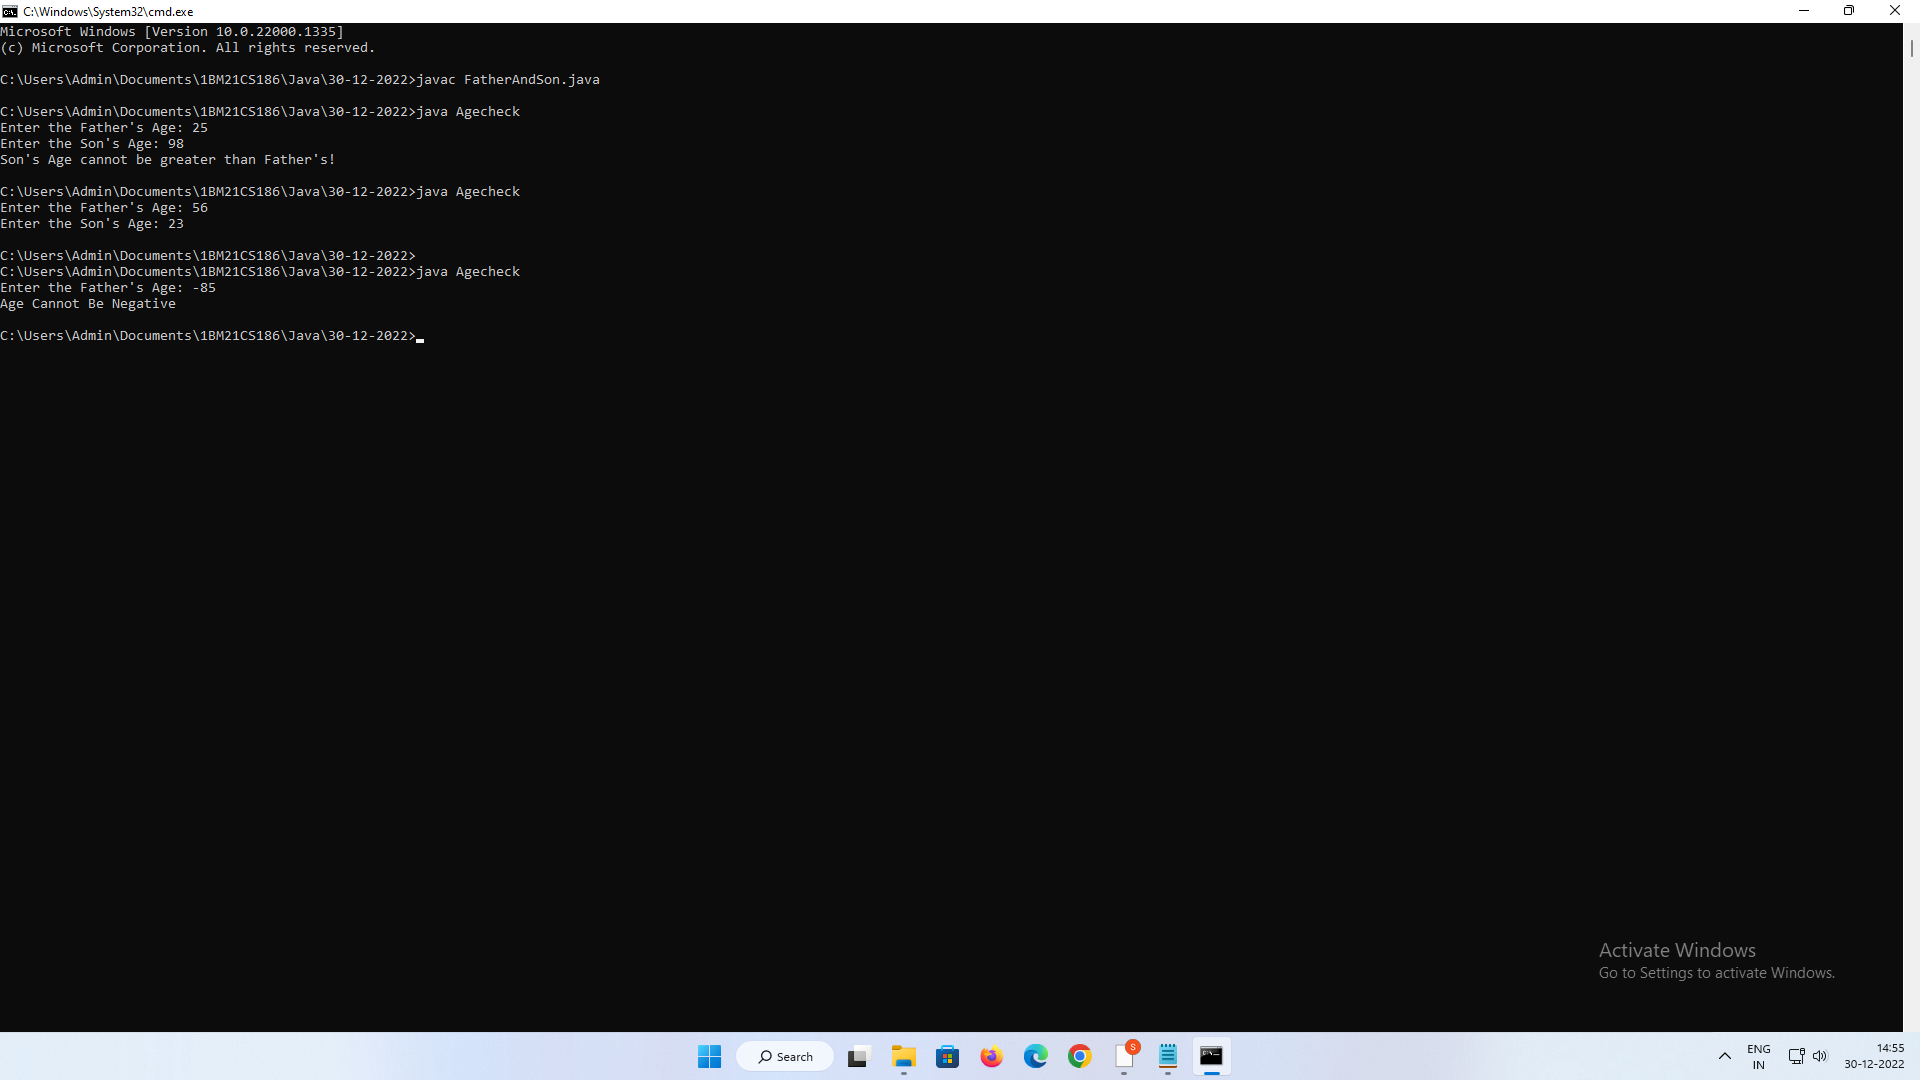 C:\Windows\System32\cmd.exe
Microsoft Windows [Version 10.0.22000.1335]
(c) Microsoft Corporation. All rights reserved.
C:\Users\Admin\Documents\1BM21CS186\Java\30-12-2022>javac FatherAndSon.java
C:\Users\Admin\Documents\1BM21CS186\Java\30-12-2022>java Agecheck
Enter the Father's Age: 25
Enter the Son's Age: 98
Son's Age cannot be greater than Father's!
C:\Users\Admin\Documents\1BM21CS186\Java\30-12-2022>java Agecheck
Enter the Father's Age: 56
Enter the Son's Age: 23
C:\Users\Admin\Documents\1BM21CS186\Java\30-12-2022>
C:\Users\Admin\Documents\1BM21CS186\Java\30-12-2022>java Agecheck
Enter the Father's Age: -85
Age Cannot Be Negative
C:\Users\Admin\Documents\1BM21CS186\Java\30-12-2022>
Activate Windows
Go to Settings to activate Windows.
Search
S
ENG
IN
14:55
30-12-2022